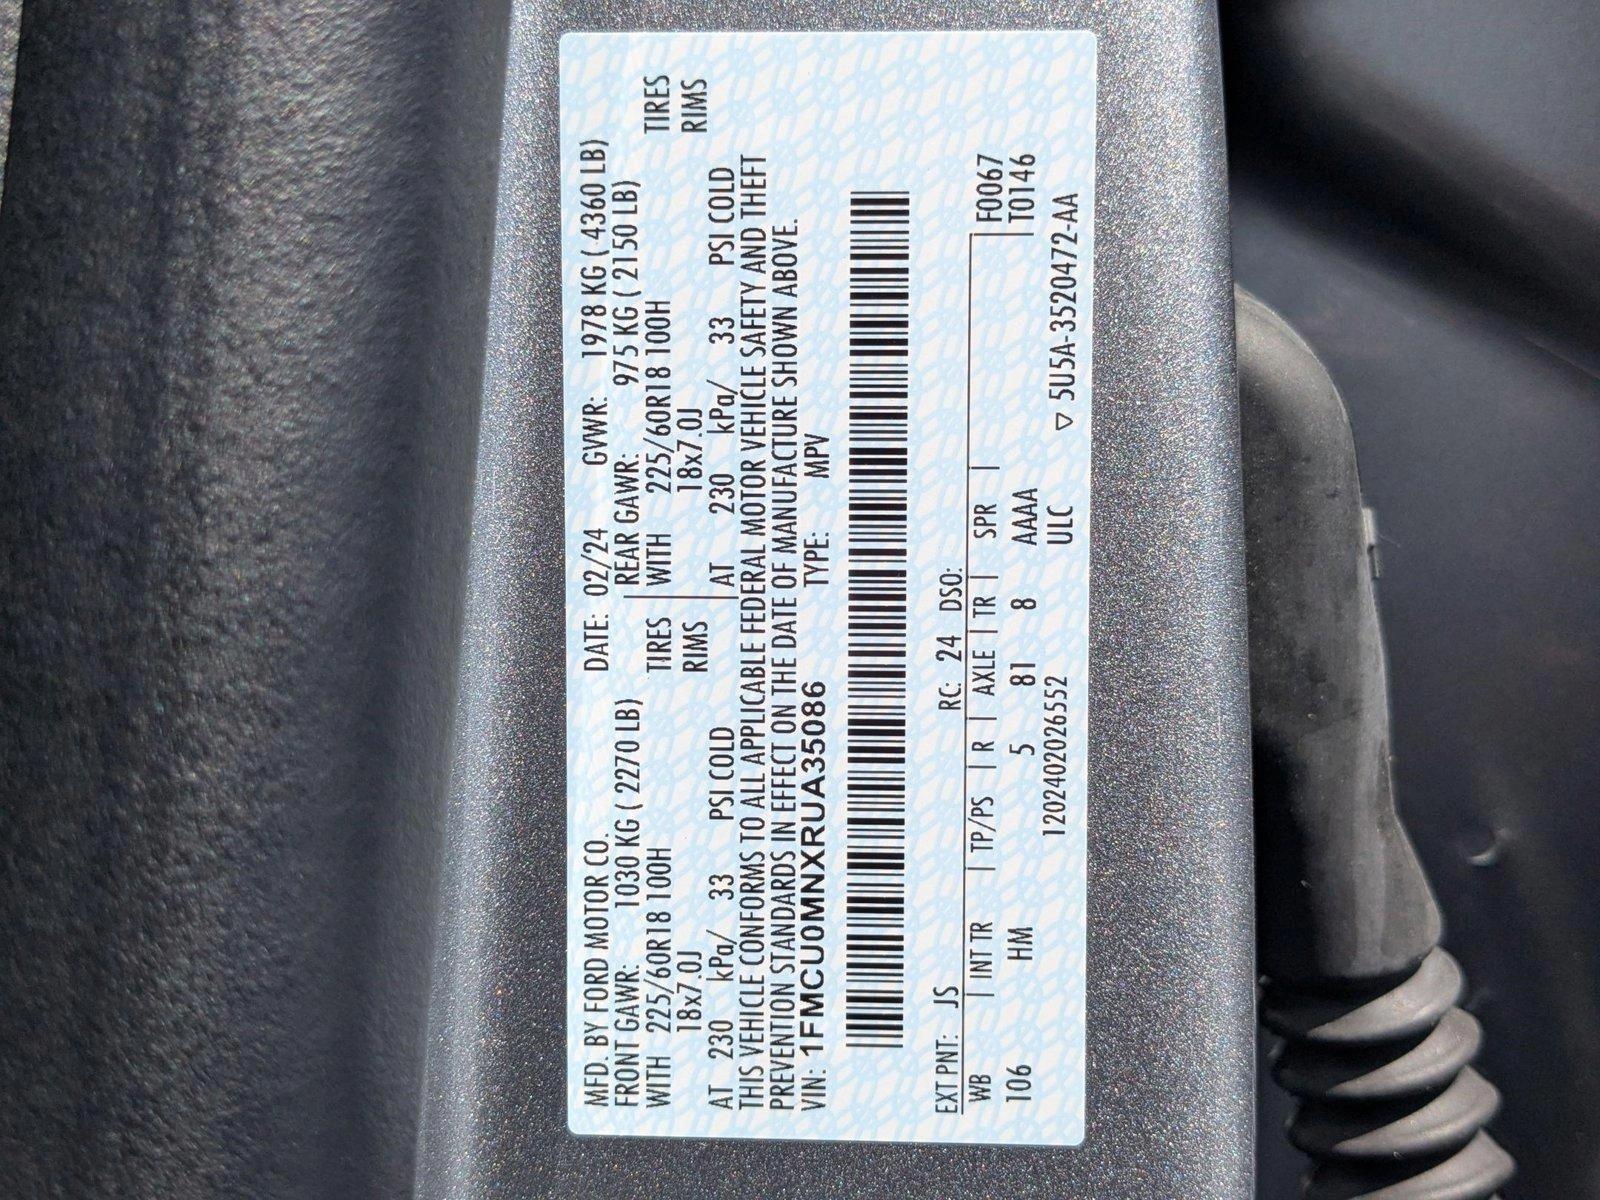 MFD. BY FORD MOTOR CO. DATE: 02/24 GVWR: 1978 KG ( 4360 LB)
FRONT GAWR: 1030 KG ( 2270 LB) REAR GAWR: 975 KG ( 2150 LB)
WITH 225/60R18 100H TIRES WITH 225/60R18 100H TIRES
18x7.0J RIMS 18x7.0J RIMS
AT 230 kPa/ 33 PSI COLD AT 230 kPa/ 33 PSI COLD
THIS VEHICLE CONFORMS TO ALL APPLICABLE FEDERAL MOTOR VEHICLE SAFETY AND THEFT
PREVENTION STANDARDS IN EFFECT ON THE DATE OF MANUFACTURE SHOWN ABOVE.
VIN: 1FMCU0MNXRUA35086 TYPE: MPV
EXT PNT: JS RC: 24 DSO:
WB | INT TR | TP/PS | R | AXLE | TR | SPR | F0067
106 HM 5 81 8 AAAA T0146
12024020265​52 ULC ▽ 5U5A-3520472-AA